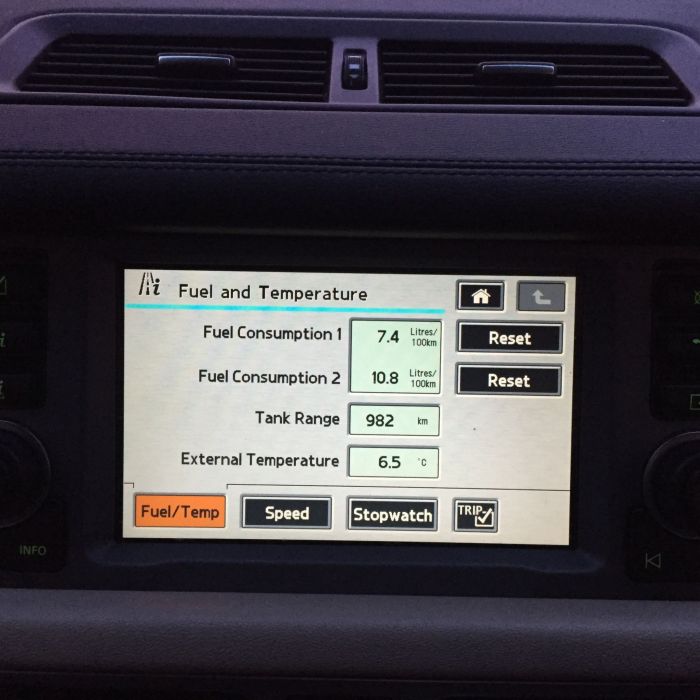 i Fuel and Temperature
Fuel Consumption 1 7.4 Litres/100km Reset
Fuel Consumption 2 10.8 Litres/100km Reset
Tank Range 982 km
External Temperature 6.5 °C
Fuel/Temp Speed Stopwatch TRIP
INFO